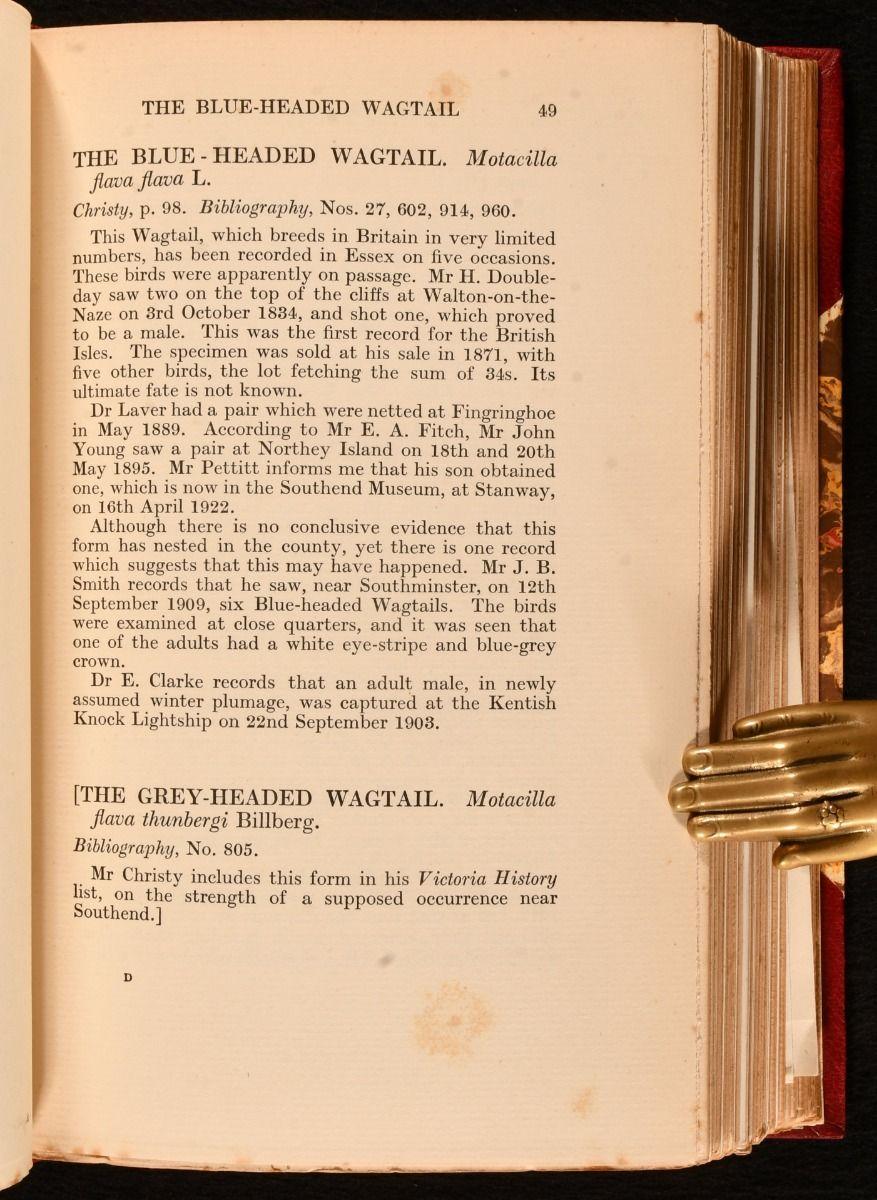 THE BLUE-HEADED WAGTAIL 49
THE BLUE-HEADED WAGTAIL. Motacilla
flava flava L.
Christy, p. 98. Bibliography, Nos. 27, 602, 914, 960.
This Wagtail, which breeds in Britain in very limited
numbers, has been recorded in Essex on five occasions.
These birds were apparently on passage. Mr H. Double-
day saw two on the top of the cliffs at Walton-on-the-
Naze on 3rd October 1834, and shot one, which proved
to be a male. This was the first record for the British
Isles. The specimen was sold at his sale in 1871, with
five other birds, the lot fetching the sum of 34s. Its
ultimate fate is not known.
Dr Laver had a pair which were netted at Fingringhoe
in May 1889. According to Mr E. A. Fitch, Mr John
Young saw a pair at Northey Island on 18th and 20th
May 1895. Mr Pettitt informs me that his son obtained
one, which is now in the Southend Museum, at Stanway,
on 16th April 1922.
Although there is no conclusive evidence that this
form has nested in the county, yet there is one record
which suggests that this may have happened. Mr J. B.
Smith records that he saw, near Southminster, on 12th
September 1909, six Blue-headed Wagtails. The birds
were examined at close quarters, and it was seen that
one of the adults had a white eye-stripe and blue-grey
crown.
Dr E. Clarke records that an adult male, in newly
assumed winter plumage, was captured at the Kentish
Knock Lightship on 22nd September 1903.
[THE GREY-HEADED WAGTAIL. Motacilla
flava thunbergi Billberg.
Bibliography, No. 805.
Mr Christy includes this form in his Victoria History
list, on the strength of a supposed occurrence near
Southend.]
D